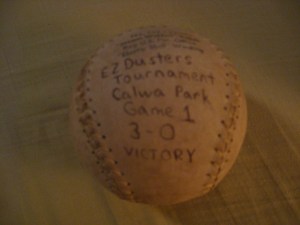 EZ Dusters
Tournament
Calwa Park
Game 1
3-0
VICTORY